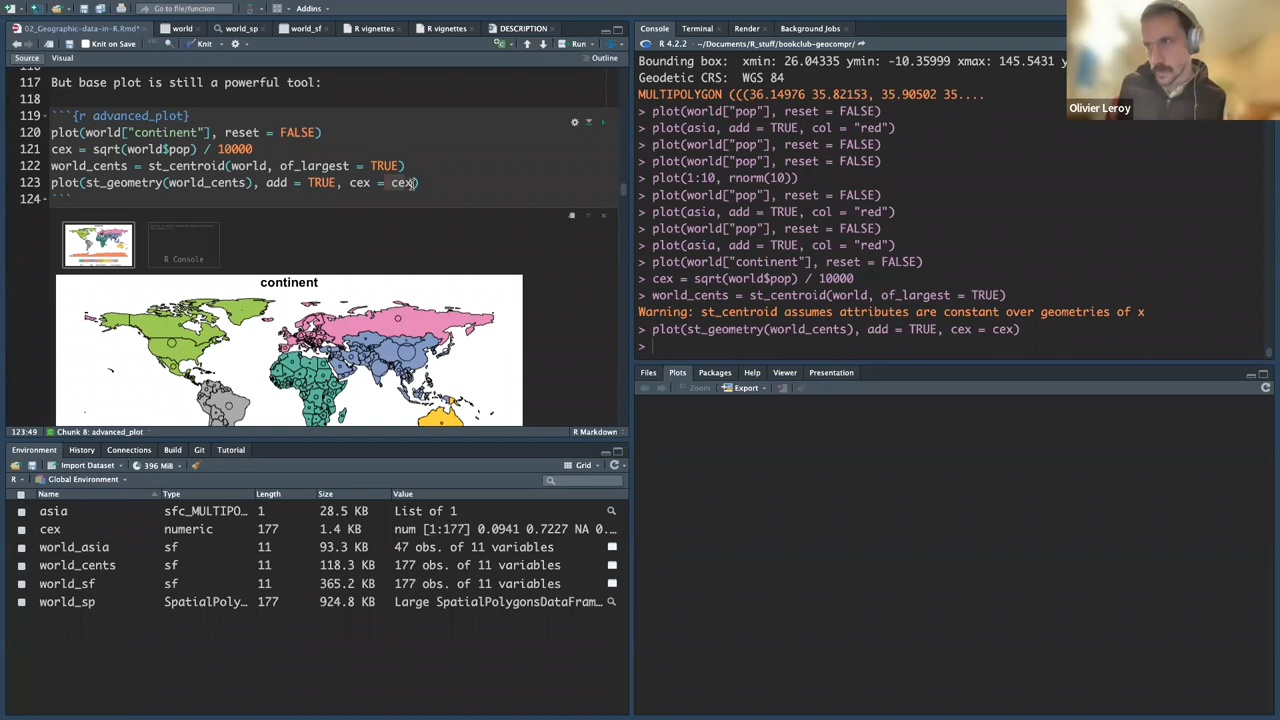 Go to file/function
Addins
02_Geographic-data-in-R.Rmd*
world
world_sp
world_sf
R vignettes
R vignettes
DESCRIPTION
Knit on Save
Knit
Run
Source
Visual
Outline
116
117 But base plot is still a powerful tool:
118
119 ```{r advanced_plot}
120 plot(world["continent"], reset = FALSE)
121 cex = sqrt(world$pop) / 10000
122 world_cents = st_centroid(world, of_largest = TRUE)
123 plot(st_geometry(world_cents), add = TRUE, cex = cex)
124 ```
R Console
continent
123:49
Chunk 8: advanced_plot
R Markdown
Console
Terminal
Render
Background Jobs
R 4.2.2 · ~/Documents/R_stuff/bookclub-geocompr/
Bounding box: xmin: 26.04335 ymin: -10.35999 xmax: 145.5431
Geodetic CRS: WGS 84
MULTIPOLYGON (((36.14976 35.82153, 35.90502 35....
> plot(world["pop"], reset = FALSE)
> plot(asia, add = TRUE, col = "red")
> plot(world["pop"], reset = FALSE)
> plot(world["pop"], reset = FALSE)
> plot(1:10, rnorm(10))
> plot(world["pop"], reset = FALSE)
> plot(asia, add = TRUE, col = "red")
> plot(world["pop"], reset = FALSE)
> plot(asia, add = TRUE, col = "red")
> plot(world["continent"], reset = FALSE)
> cex = sqrt(world$pop) / 10000
> world_cents = st_centroid(world, of_largest = TRUE)
Warning: st_centroid assumes attributes are constant over geometries of x
> plot(st_geometry(world_cents), add = TRUE, cex = cex)
>
Olivier Leroy
Environment
History
Connections
Build
Git
Tutorial
Import Dataset
396 MiB
Grid
R
Global Environment
Name Type Length Size Value
asia sfc_MULTIPO... 1 28.5 KB List of 1
cex numeric 177 1.4 KB num [1:177] 0.0941 0.7227 NA 0....
world_asia sf 11 93.3 KB 47 obs. of 11 variables
world_cents sf 11 118.3 KB 177 obs. of 11 variables
world_sf sf 11 365.2 KB 177 obs. of 11 variables
world_sp SpatialPoly... 177 924.8 KB Large SpatialPolygonsDataFram...
Files
Plots
Packages
Help
Viewer
Presentation
Zoom
Export